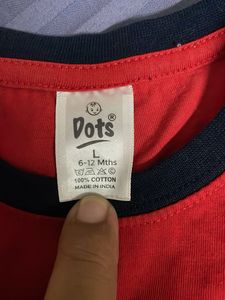 Dots®
L
6-12 Mths
100% COTTON
MADE IN INDIA